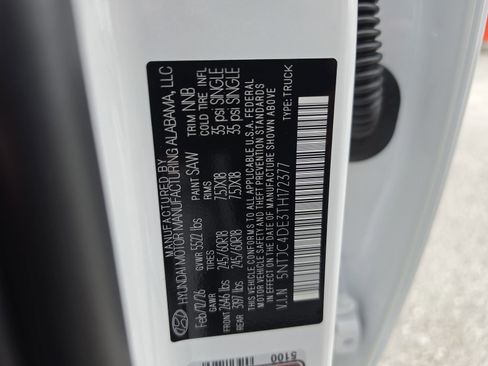 MANUFACTURED BY
HYUNDAI MOTOR MANUFACTURING ALABAMA, LLC
Feb/12/26 PAINT SAW TRIM NNB
GVWR 5522 lbs
GAWR TIRES RIMS COLD TIRE INFL
FRONT 2646 lbs 245/60R18 7.5JX18 35 psi SINGLE
REAR 3197 lbs 245/60R18 7.5JX18 35 psi SINGLE
THIS VEHICLE CONFORMS TO ALL APPLICABLE U.S.A. FEDERAL
MOTOR VEHICLE SAFETY AND THEFT PREVENTION STANDARDS
IN EFFECT ON THE DATE OF MANUFACTURE SHOWN ABOVE
V.I.N 5NTJC4DE3TH172377 TYPE:TRUCK
5100